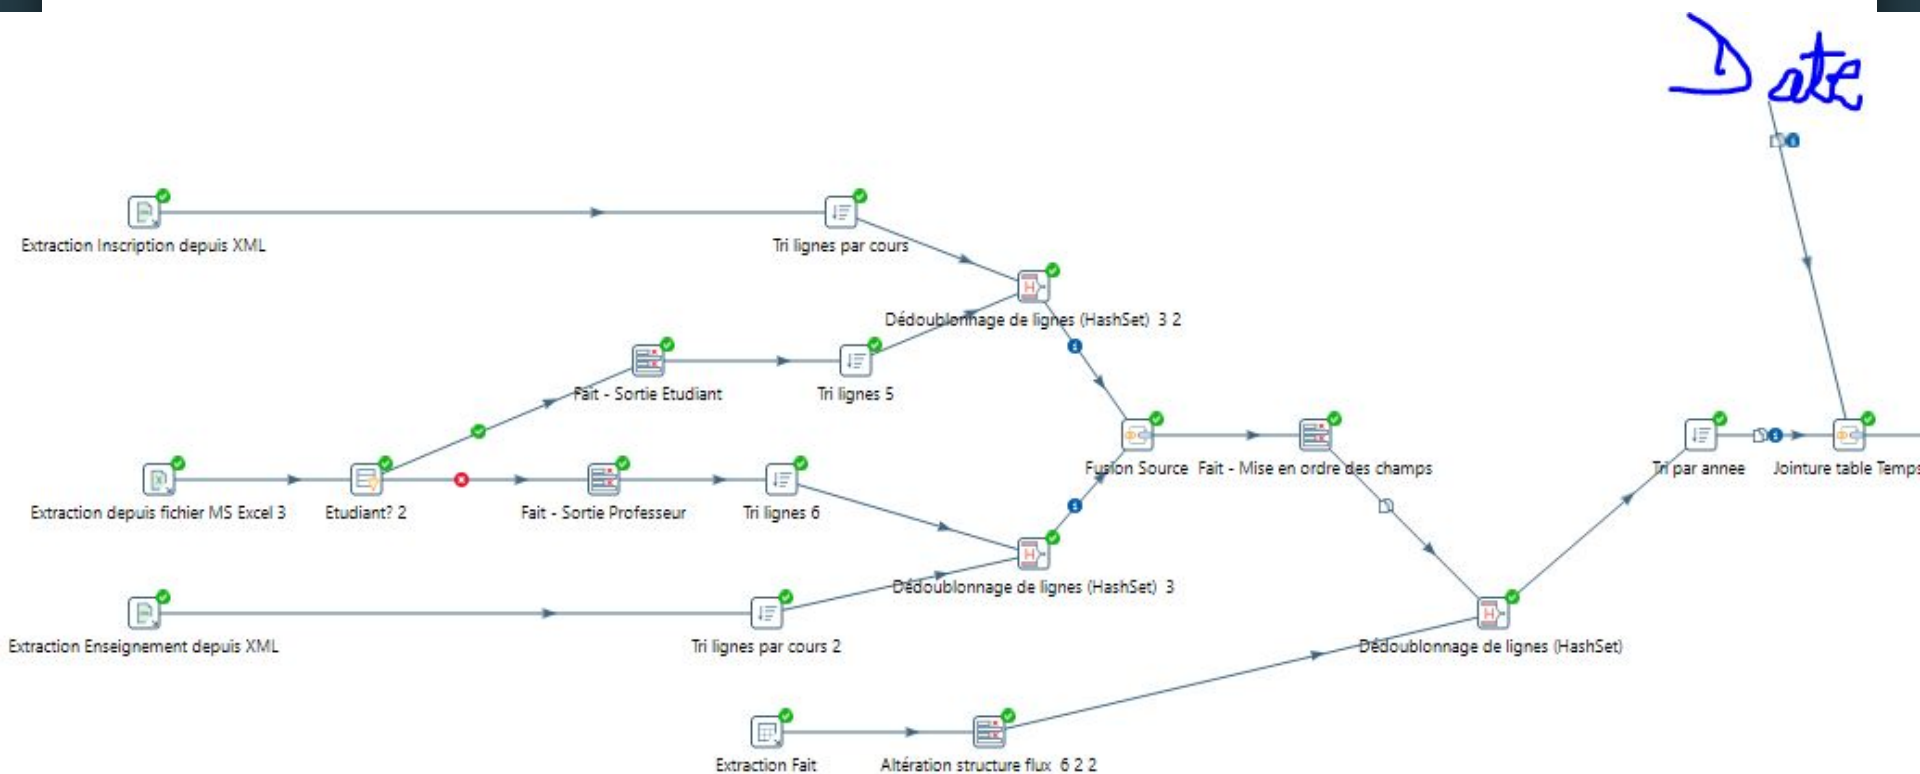 Date
Extraction Inscription depuis XML
Tri lignes par cours
Dédoublonnage de lignes (HashSet) 3 2
Fait - Sortie Etudiant
Tri lignes 5
Fusion Source
Fait - Mise en ordre des champs
Tri par annee
Jointure table Temps
Extraction depuis fichier MS Excel 3
Etudiant? 2
Fait - Sortie Professeur
Tri lignes 6
Dédoublonnage de lignes (HashSet) 3
Extraction Enseignement depuis XML
Tri lignes par cours 2
Dédoublonnage de lignes (HashSet)
Extraction Fait
Altération structure flux 6 2 2